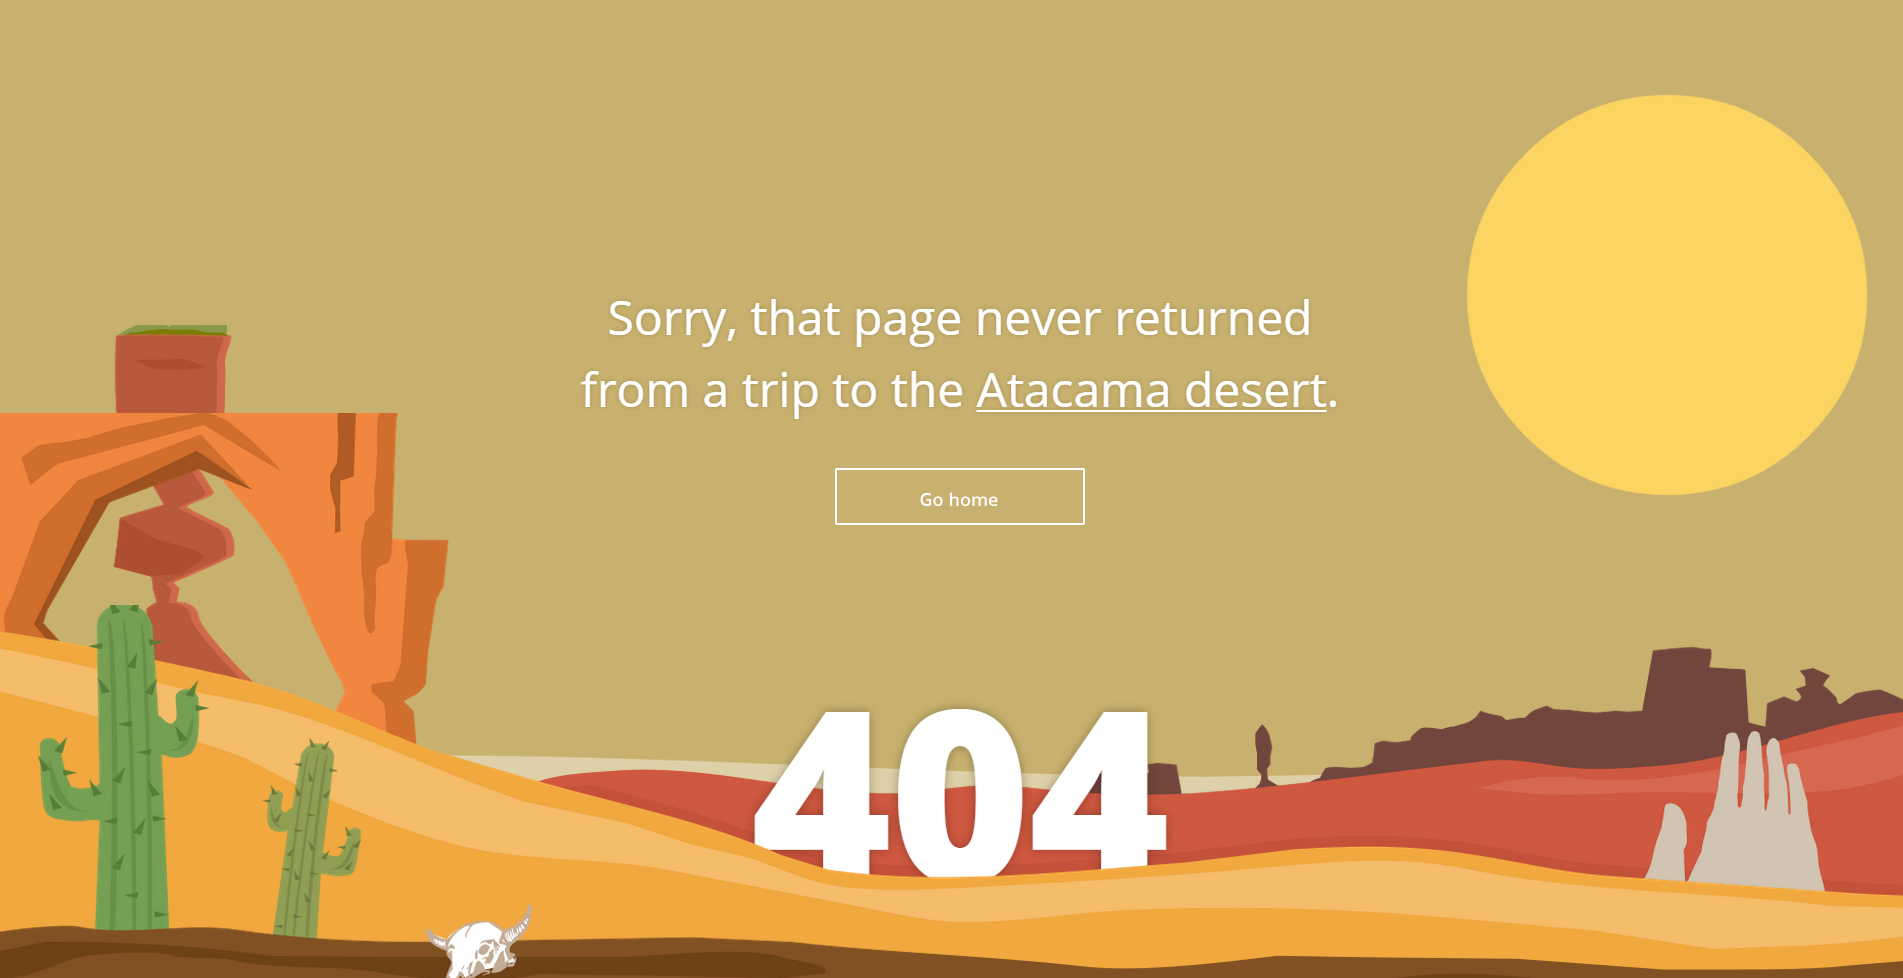 Sorry, that page never returned
from a trip to the Atacama desert.
Go home
404